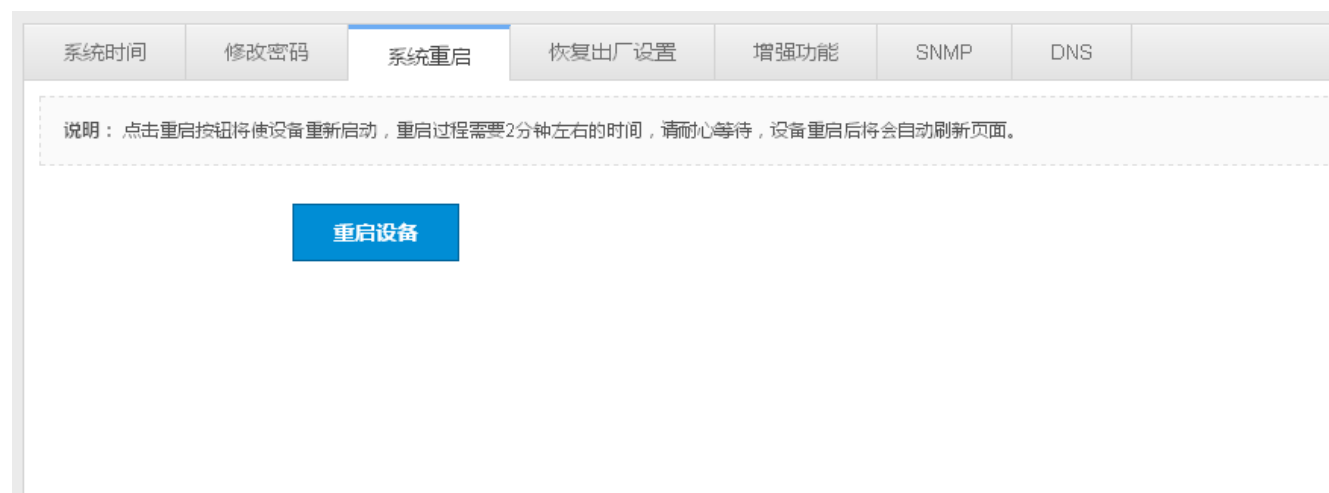 系统时间 修改密码 系统重启 恢复出厂设置 增强功能 SNMP DNS
说明：点击重启按钮将使设备重新启动，重启过程需要2分钟左右的时间，请耐心等待，设备重启后将会自动刷新页面。
重启设备